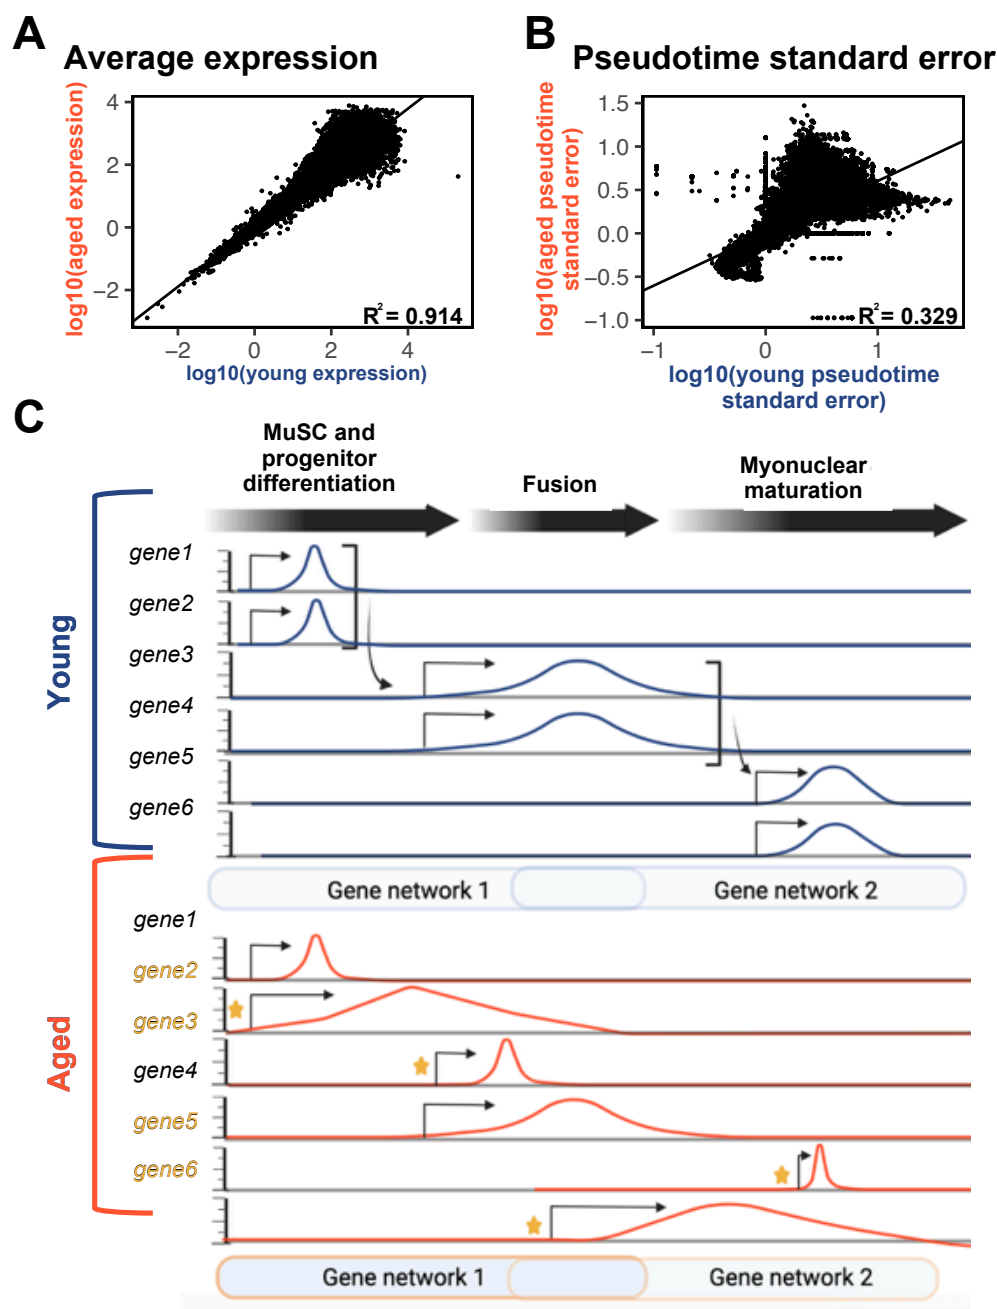 A
Average expression
log10(aged expression)
4
2
0
−2
−2
0
2
4
R² = 0.914
log10(young expression)
B
Pseudotime standard error
log10(aged pseudotime
standard error)
1.5
1.0
0.5
0.0
−0.5
−1.0
−1
0
1
R² = 0.329
log10(young pseudotime
standard error)
C
MuSC and
progenitor
differentiation
Fusion
Myonuclear
maturation
Young
gene1
gene2
gene3
gene4
gene5
gene6
Gene network 1
Gene network 2
Aged
gene1
gene2
gene3
gene4
gene5
gene6
Gene network 1
Gene network 2